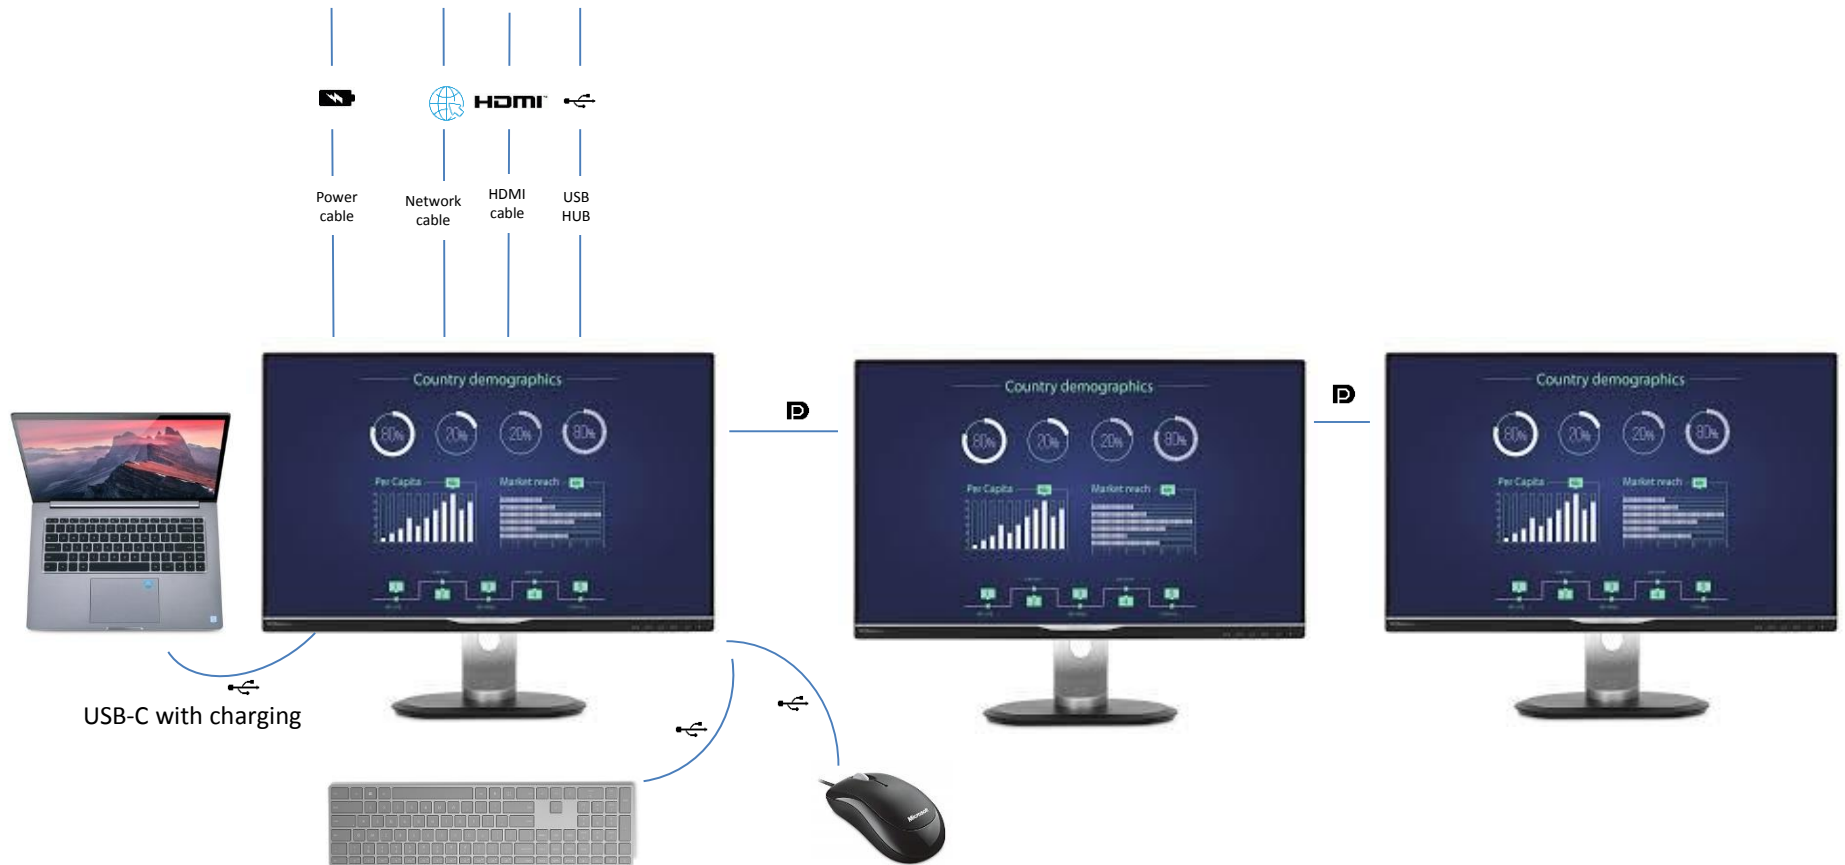 HDMI
Power
cable
Network
cable
HDMI
cable
USB
HUB
Country demographics
80%
20%
20%
80%
Per Capita
Market reach
Country demographics
80%
20%
20%
80%
Per Capita
Market reach
Country demographics
80%
20%
20%
80%
Per Capita
Market reach
USB-C with charging
Microsoft